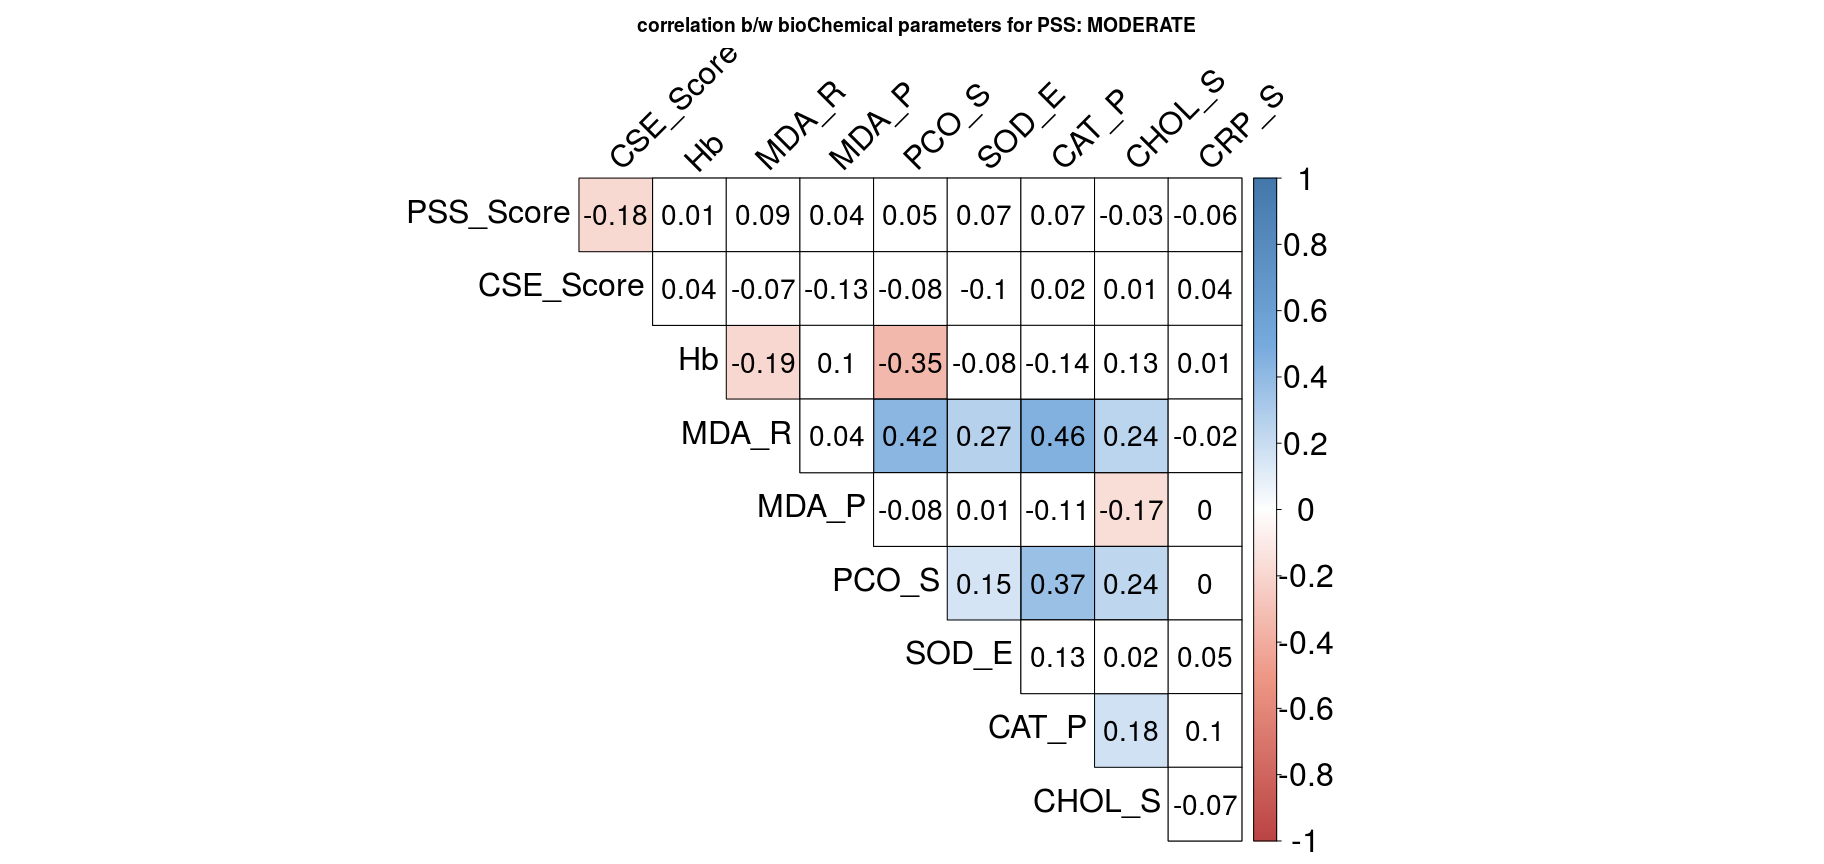 correlation b/w bioChemical parameters for PSS: MODERATE
CSE_Score Hb MDA_R MDA_P PCO_S SOD_E CAT_P CHOL_S CRP_S
PSS_Score -0.18 0.01 0.09 0.04 0.05 0.07 0.07 -0.03 -0.06
CSE_Score 0.04 -0.07 -0.13 -0.08 -0.1 0.02 0.01 0.04
Hb -0.19 0.1 -0.35 -0.08 -0.14 0.13 0.01
MDA_R 0.04 0.42 0.27 0.46 0.24 -0.02
MDA_P -0.08 0.01 -0.11 -0.17 0
PCO_S 0.15 0.37 0.24 0
SOD_E 0.13 0.02 0.05
CAT_P 0.18 0.1
CHOL_S -0.07
1
0.8
0.6
0.4
0.2
0
-0.2
-0.4
-0.6
-0.8
-1